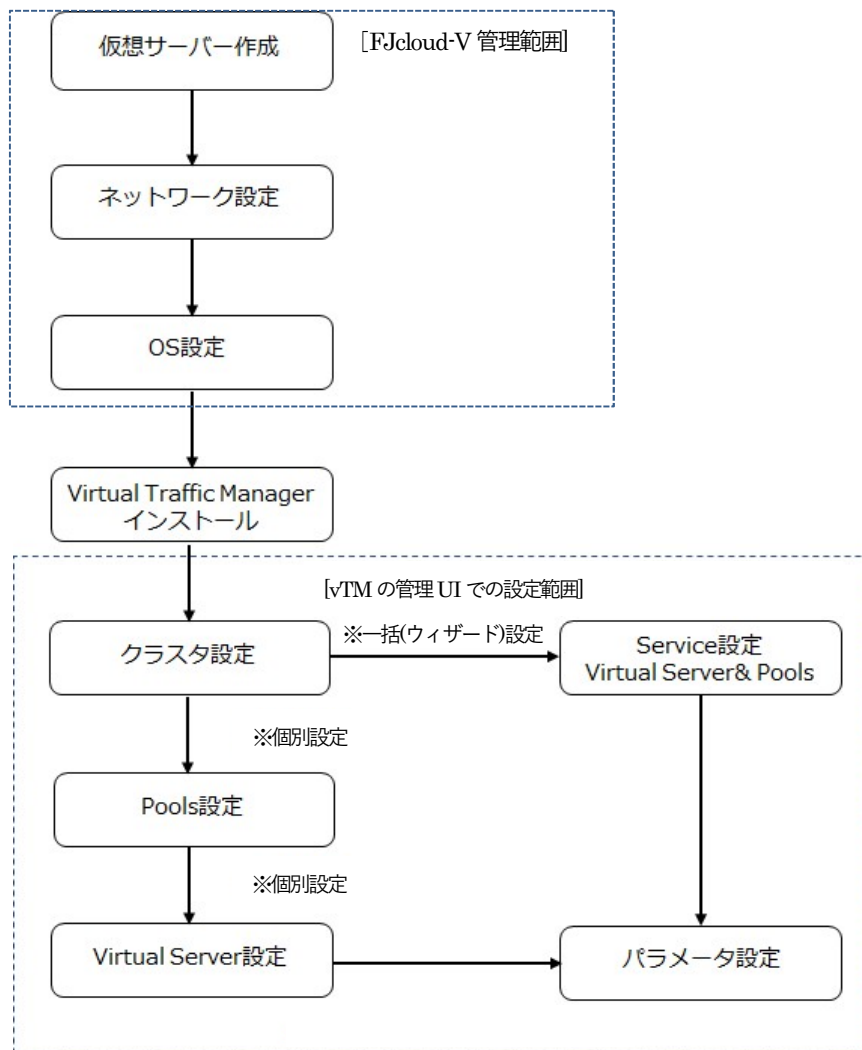 仮想サーバー作成
[FJcloud-V 管理範囲]
ネットワーク設定
OS設定
Virtual Traffic Manager
インストール
[vTM の管理 UI での設定範囲]
クラスタ設定
※一括(ウィザード)設定
Service設定
Virtual Server& Pools
※個別設定
Pools設定
※個別設定
Virtual Server設定
パラメータ設定